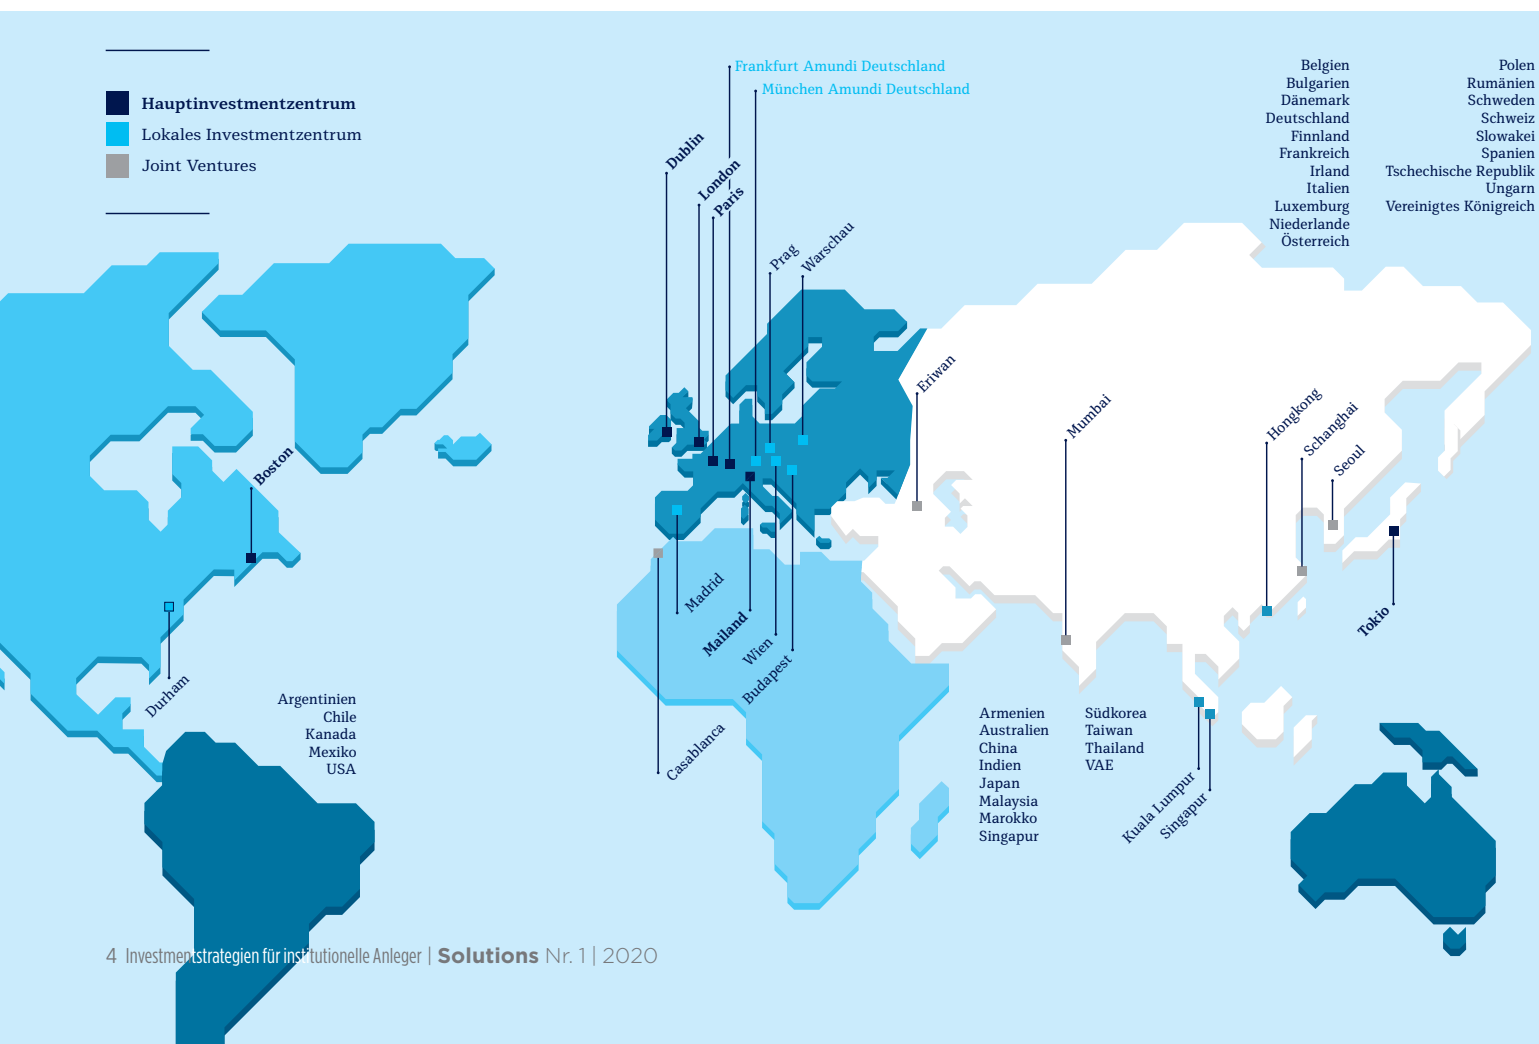 Hauptinvestmentzentrum
Lokales Investmentzentrum
Joint Ventures
Frankfurt Amundi Deutschland
München Amundi Deutschland
Dublin
London
Paris
Prag
Warschau
Belgien
Bulgarien
Dänemark
Deutschland
Finnland
Frankreich
Irland
Italien
Luxemburg
Niederlande
Österreich
Polen
Rumänien
Schweden
Schweiz
Slowakei
Spanien
Tschechische Republik
Ungarn
Vereinigtes Königreich
Eriwan
Mumbai
Hongkong
Schanghai
Seoul
Tokio
Boston
Durham
Madrid
Mailand
Wien
Budapest
Casablanca
Argentinien
Chile
Kanada
Mexiko
USA
Armenien
Australien
China
Indien
Japan
Malaysia
Marokko
Singapur
Südkorea
Taiwan
Thailand
VAE
Kuala Lumpur
Singapur
4 Investmentstrategien für institutionelle Anleger | Solutions Nr. 1 | 2020